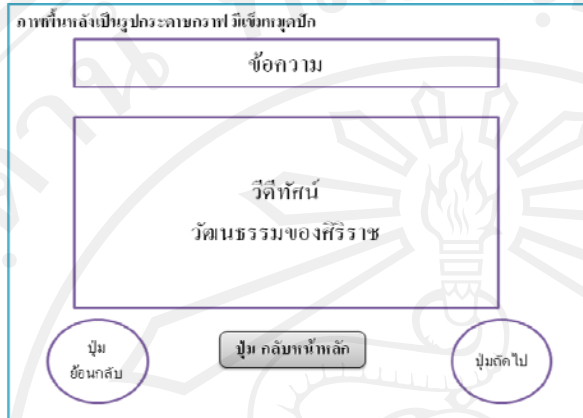 ภาพพื้นหลังเป็นรูปกระดาษกราฟ มีเข็มหมุดปัก
ข้อความ
วีดีทัศน์
วัฒนธรรมของศิริราช
ปุ่ม
ย้อนกลับ
ปุ่ม กลับหน้าหลัก
ปุ่มถัดไป